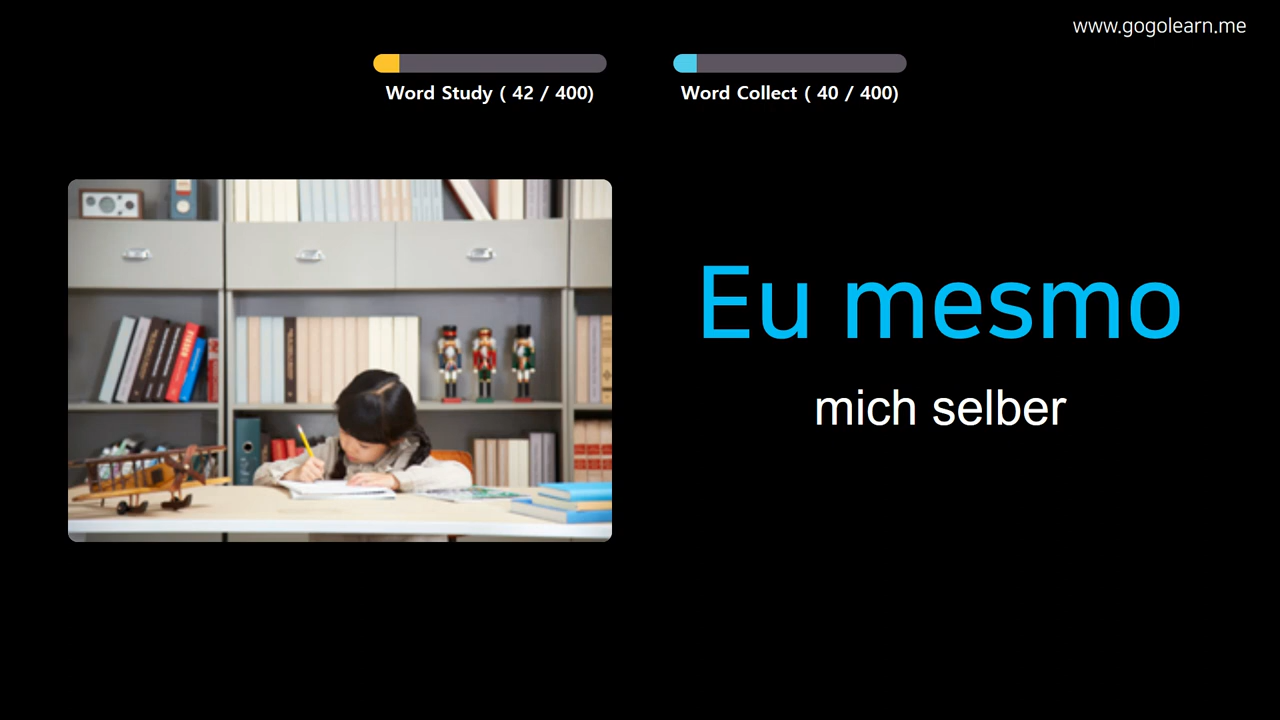 www.gogolearn.me
Word Study ( 42 / 400)
Word Collect ( 40 / 400)
Eu mesmo
mich selber